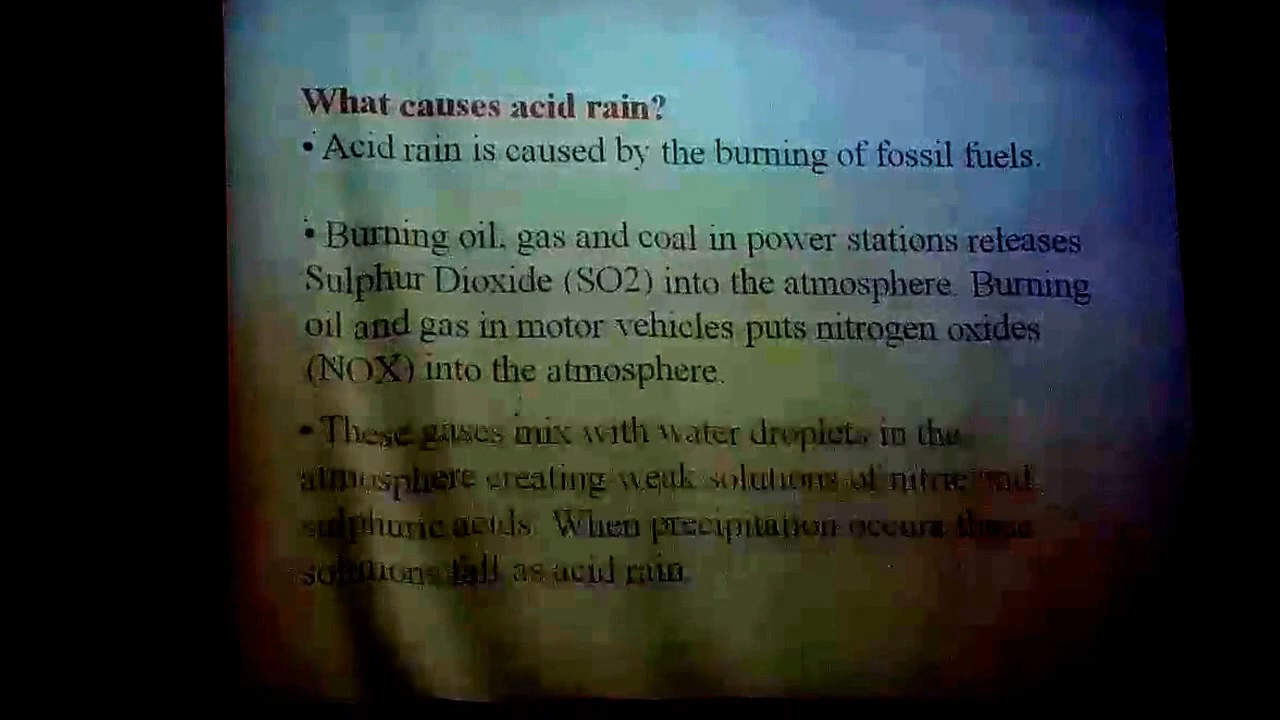 What causes acid rain?
• Acid rain is caused by the burning of fossil fuels.
• Burning oil, gas and coal in power stations releases
Sulphur Dioxide (SO2) into the atmosphere. Burning
oil and gas in motor vehicles puts nitrogen oxides
(NOX) into the atmosphere.
• These gases mix with water droplets in the
atmosphere creating weak solutions of nitric and
sulphuric acids. When precipitation occurs these
solutions fall as acid rain.